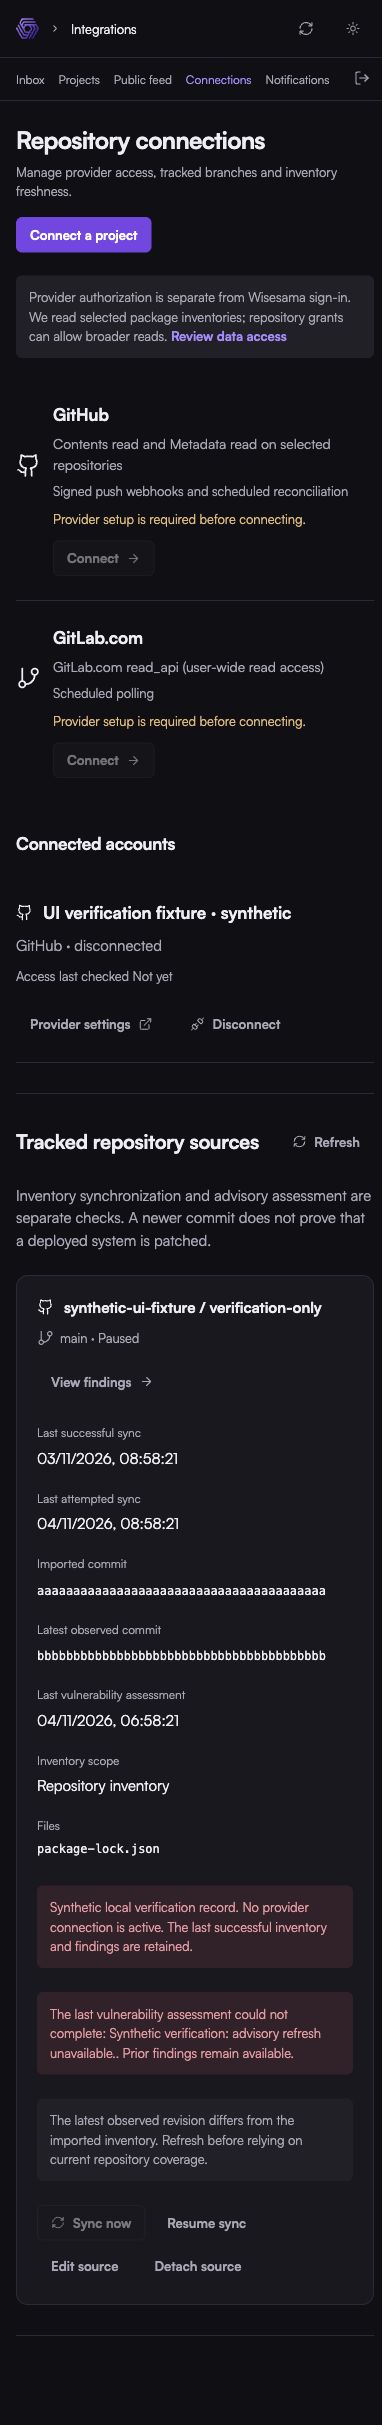 Integrations
Inbox Projects Public feed Connections Notifications
Repository connections
Manage provider access, tracked branches and inventory
freshness.
Connect a project
Provider authorization is separate from Wisesama sign-in.
We read selected package inventories; repository grants
can allow broader reads. Review data access
GitHub
Contents read and Metadata read on selected
repositories
Signed push webhooks and scheduled reconciliation
Provider setup is required before connecting.
Connect
GitLab.com
GitLab.com read_api (user-wide read access)
Scheduled polling
Provider setup is required before connecting.
Connect
Connected accounts
UI verification fixture · synthetic
GitHub · disconnected
Access last checked Not yet
Provider settings Disconnect
Tracked repository sources Refresh
Inventory synchronization and advisory assessment are
separate checks. A newer commit does not prove that
a deployed system is patched.
synthetic-ui-fixture / verification-only
main · Paused
View findings
Last successful sync
03/11/2026, 08:58:21
Last attempted sync
04/11/2026, 08:58:21
Imported commit
aaaaaaaaaaaaaaaaaaaaaaaaaaaaaaaaaaaaaaaa
Latest observed commit
bbbbbbbbbbbbbbbbbbbbbbbbbbbbbbbbbbbbbbbb
Last vulnerability assessment
04/11/2026, 06:58:21
Inventory scope
Repository inventory
Files
package-lock.json
Synthetic local verification record. No provider
connection is active. The last successful inventory
and findings are retained.
The last vulnerability assessment could not
complete: Synthetic verification: advisory refresh
unavailable.. Prior findings remain available.
The latest observed revision differs from the
imported inventory. Refresh before relying on
current repository coverage.
Sync now Resume sync
Edit source Detach source